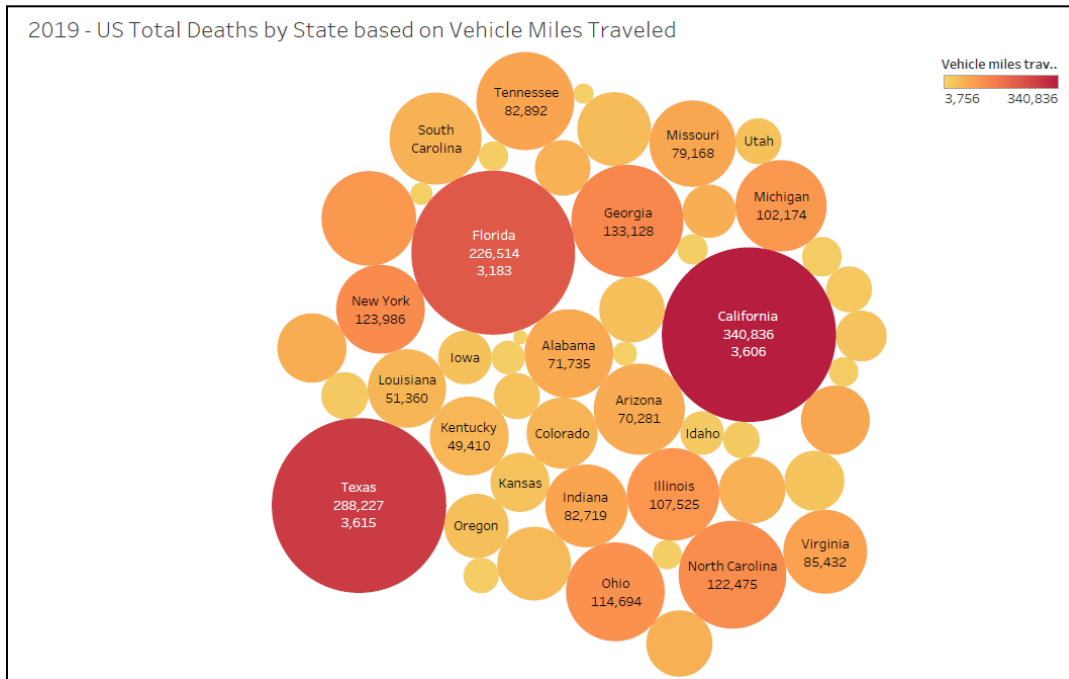 2019 - US Total Deaths by State based on Vehicle Miles Traveled
Vehicle miles trav..
3,756 340,836
Tennessee
82,892
South
Carolina
Missouri
79,168
Utah
Michigan
102,174
Georgia
133,128
Florida
226,514
3,183
New York
123,986
California
340,836
3,606
Iowa
Alabama
71,735
Louisiana
51,360
Arizona
70,281
Kentucky
49,410
Colorado
Idaho
Texas
288,227
3,615
Kansas
Indiana
82,719
Illinois
107,525
Oregon
Virginia
85,432
North Carolina
122,475
Ohio
114,694